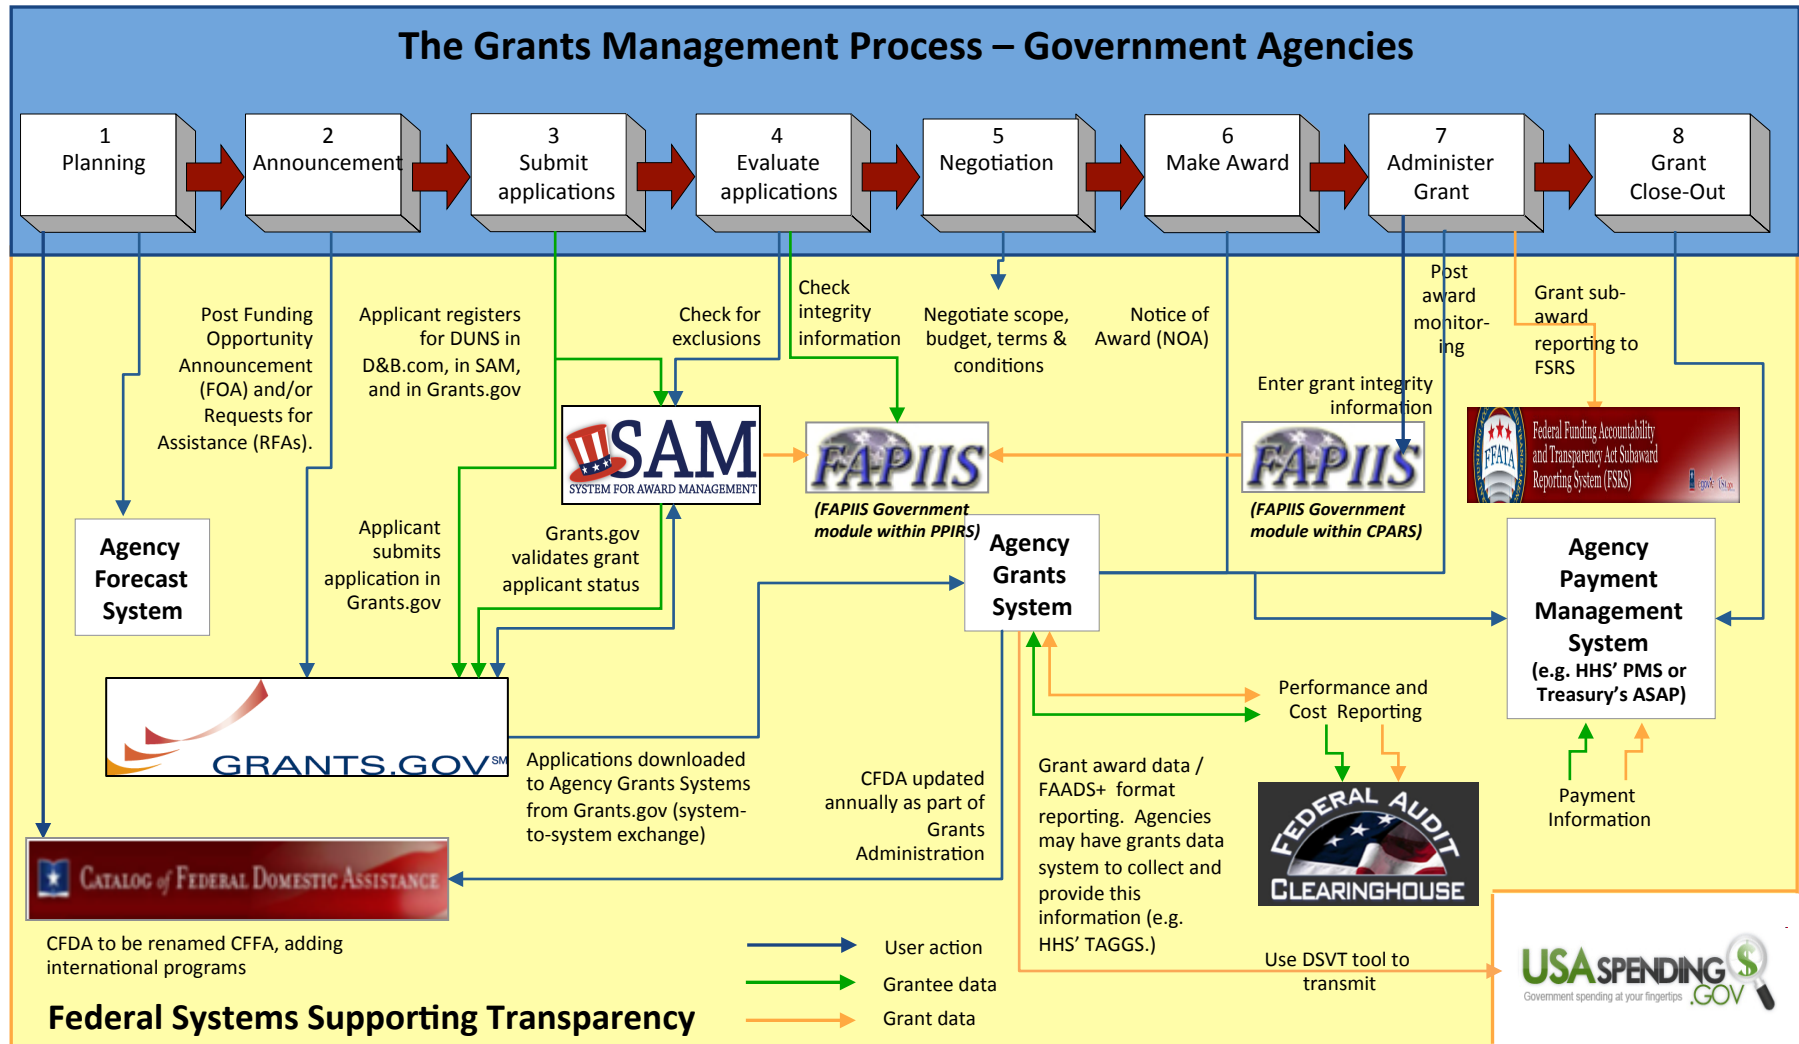 The Grants Management Process – Government Agencies
1
Planning
2
Announcement
3
Submit
applications
4
Evaluate
applications
5
Negotiation
6
Make Award
7
Administer
Grant
8
Grant
Close-Out
Post Funding
Opportunity
Announcement
(FOA) and/or
Requests for
Assistance (RFAs).
Applicant registers
for DUNS in
D&B.com, in SAM,
and in Grants.gov
Check for
exclusions
Check
integrity
information
Negotiate scope,
budget, terms &
conditions
Notice of
Award (NOA)
Post
award
monitor-
ing
Grant sub-
award
reporting to
FSRS
Enter grant integrity
information
SAM
SYSTEM FOR AWARD MANAGEMENT
FAPIIS
(FAPIIS Government
module within PPIRS)
FAPIIS
(FAPIIS Government
module within CPARS)
FFATA
Federal Funding Accountability
and Transparency Act Subaward
Reporting System (FSRS)
Agency
Forecast
System
Applicant
submits
application in
Grants.gov
Grants.gov
validates grant
applicant status
Agency
Grants
System
Agency
Payment
Management
System
(e.g. HHS’ PMS or
Treasury’s ASAP)
GRANTS.GOV℠
Performance and
Cost Reporting
Applications downloaded
to Agency Grants Systems
from Grants.gov (system-
to-system exchange)
CFDA updated
annually as part of
Grants
Administration
Grant award data /
FAADS+ format
reporting. Agencies
may have grants data
system to collect and
provide this
information (e.g.
HHS’ TAGGS.)
FEDERAL AUDIT
CLEARINGHOUSE
Payment
Information
CATALOG of FEDERAL DOMESTIC ASSISTANCE
CFDA to be renamed CFFA, adding
international programs
User action
Grantee data
Grant data
Use DSVT tool to
transmit
USASPENDING
.GOV
Government spending at your fingertips
Federal Systems Supporting Transparency